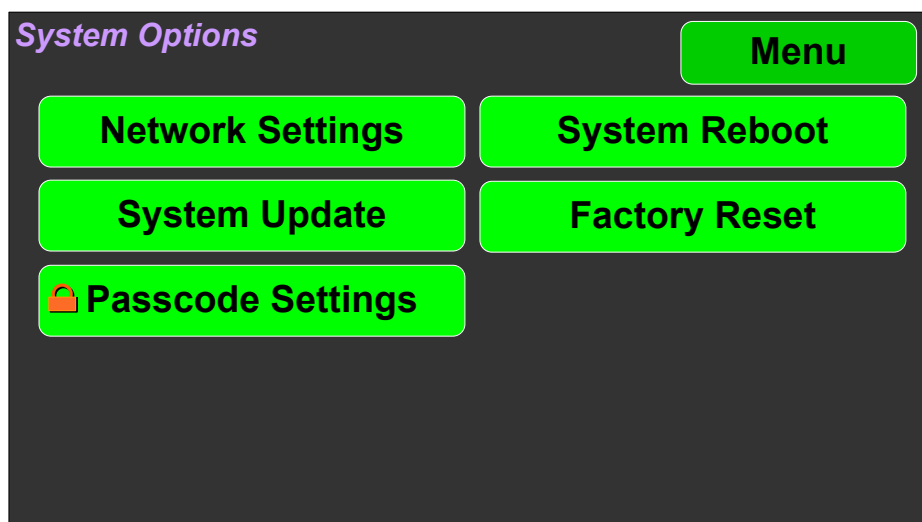 System Options
Menu
Network Settings
System Reboot
System Update
Factory Reset
Passcode Settings